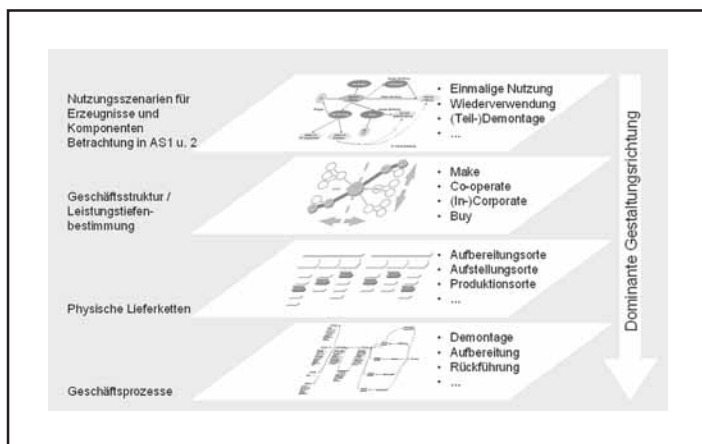 Nutzungsszenarien für
Erzeugnisse und
Komponenten
Betrachtung in AS1 u. 2
• Einmalige Nutzung
• Wiederverwendung
• (Teil-)Demontage
• ...
Geschäftsstruktur /
Leistungstiefen-
bestimmung
• Make
• Co-operate
• (In-)Corporate
• Buy
Physische Lieferketten
• Aufbereitungsorte
• Aufstellungsorte
• Produktionsorte
• ...
Geschäftsprozesse
• Demontage
• Aufbereitung
• Rückführung
• ...
Dominante Gestaltungsrichtung